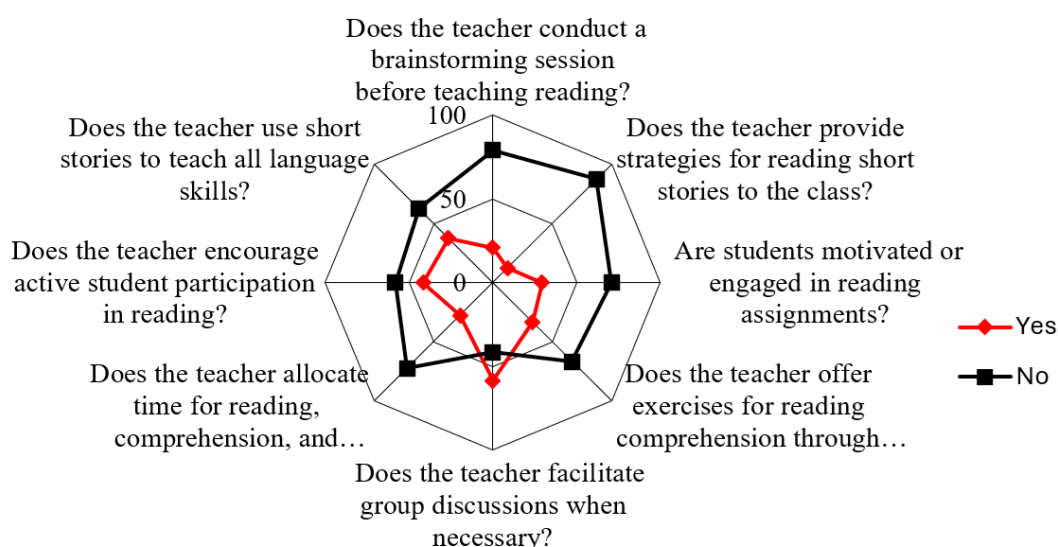 Does the teacher conduct a
brainstorming session
before teaching reading?
100
Does the teacher use short
stories to teach all language
skills?
Does the teacher provide
strategies for reading short
stories to the class?
50
Does the teacher encourage
active student participation
in reading?
0
Are students motivated or
engaged in reading
assignments?
Yes
No
Does the teacher allocate
time for reading,
comprehension, and…
Does the teacher offer
exercises for reading
comprehension through…
Does the teacher facilitate
group discussions when
necessary?